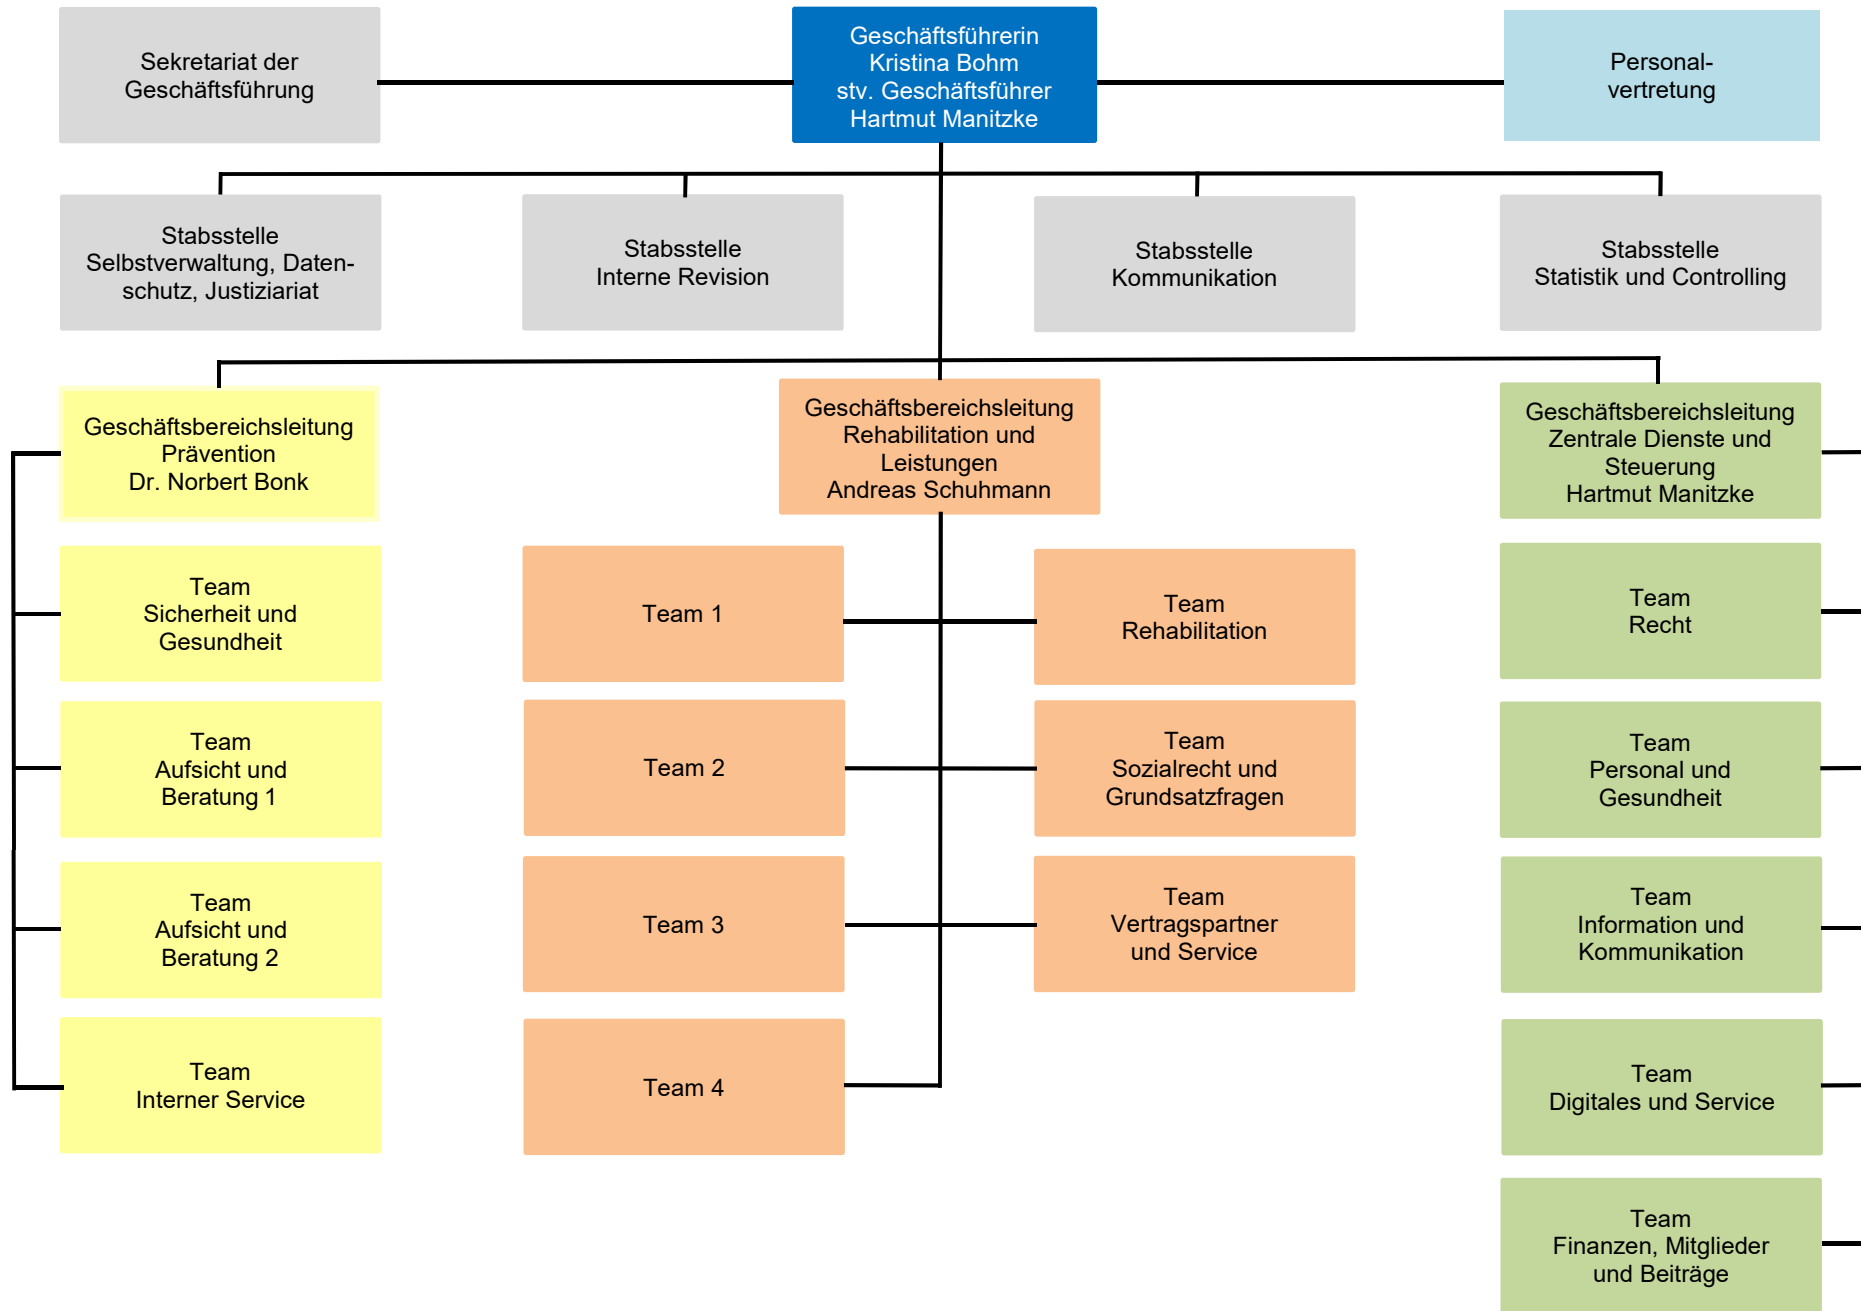 Sekretariat der
Geschäftsführung
Geschäftsführerin
Kristina Bohm
stv. Geschäftsführer
Hartmut Manitzke
Personal-
vertretung
Stabsstelle
Selbstverwaltung, Daten-
schutz, Justiziariat
Stabsstelle
Interne Revision
Stabsstelle
Kommunikation
Stabsstelle
Statistik und Controlling
Geschäftsbereichsleitung
Prävention
Dr. Norbert Bonk
Geschäftsbereichsleitung
Rehabilitation und
Leistungen
Andreas Schuhmann
Geschäftsbereichsleitung
Zentrale Dienste und
Steuerung
Hartmut Manitzke
Team
Sicherheit und
Gesundheit
Team 1
Team
Rehabilitation
Team
Recht
Team
Aufsicht und
Beratung 1
Team 2
Team
Sozialrecht und
Grundsatzfragen
Team
Personal und
Gesundheit
Team
Aufsicht und
Beratung 2
Team 3
Team
Vertragspartner
und Service
Team
Information und
Kommunikation
Team
Interner Service
Team 4
Team
Digitales und Service
Team
Finanzen, Mitglieder
und Beiträge